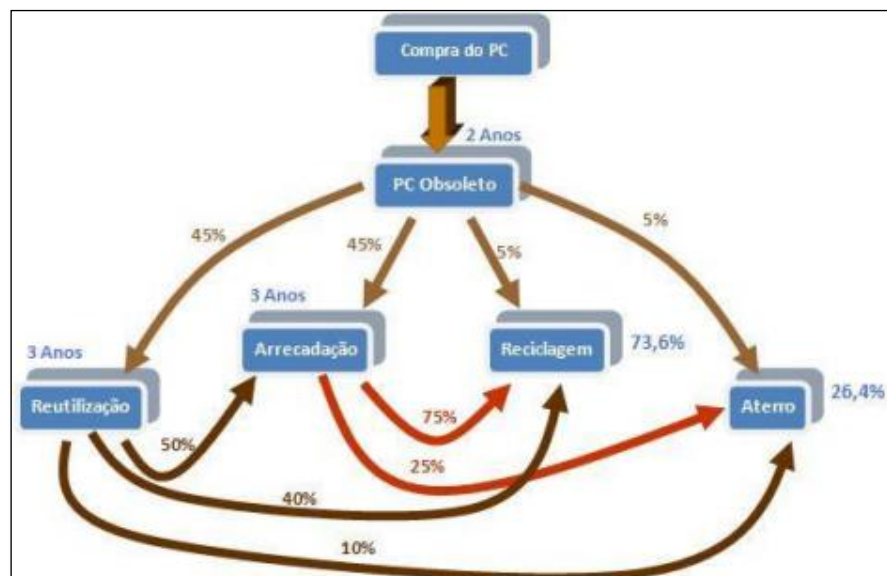 Compra do PC
2 Anos
PC Obsoleto
45%
45%
5%
5%
3 Anos
Arrecadação
Reciclagem
73,6%
3 Anos
Reutilização
Aterro
26,4%
50%
75%
25%
40%
10%